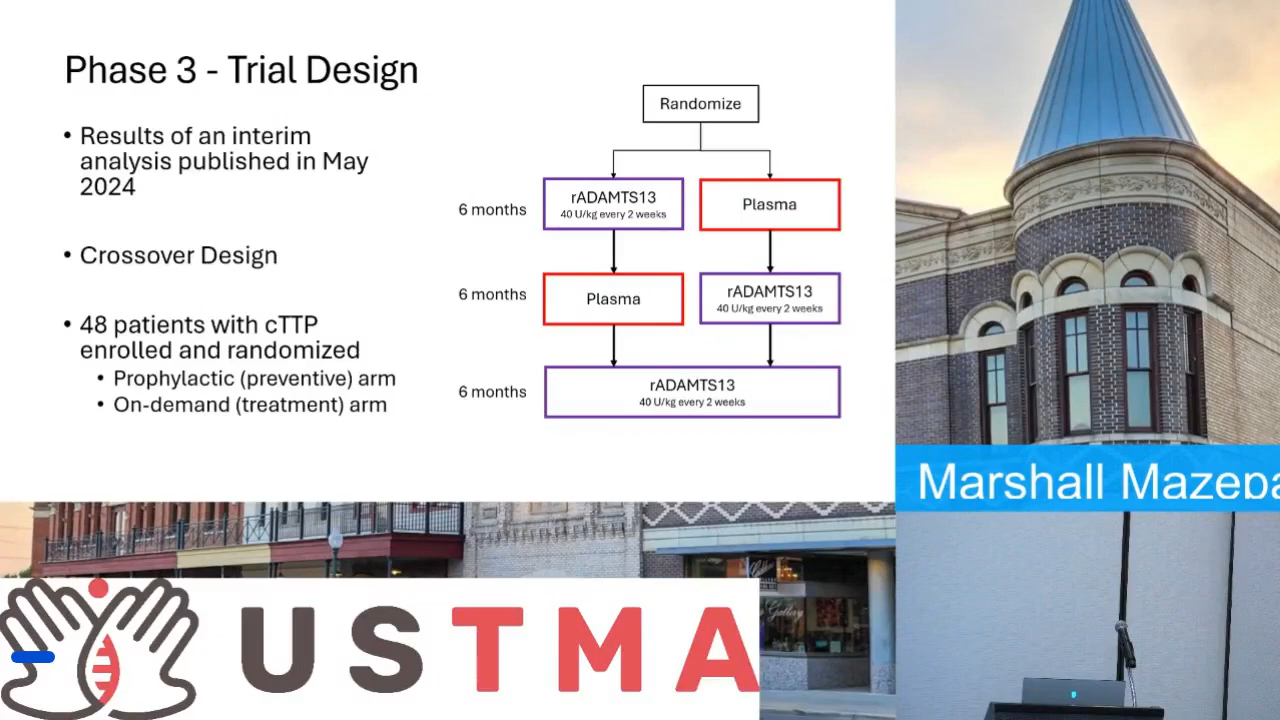 Phase 3 - Trial Design
• Results of an interim
analysis published in May
2024
• Crossover Design
• 48 patients with cTTP
enrolled and randomized
• Prophylactic (preventive) arm
• On-demand (treatment) arm
Randomize
6 months
rADAMTS13
40 U/kg every 2 weeks
Plasma
6 months
Plasma
rADAMTS13
40 U/kg every 2 weeks
6 months
rADAMTS13
40 U/kg every 2 weeks
Marshall Mazepa
USTMA
Gallery